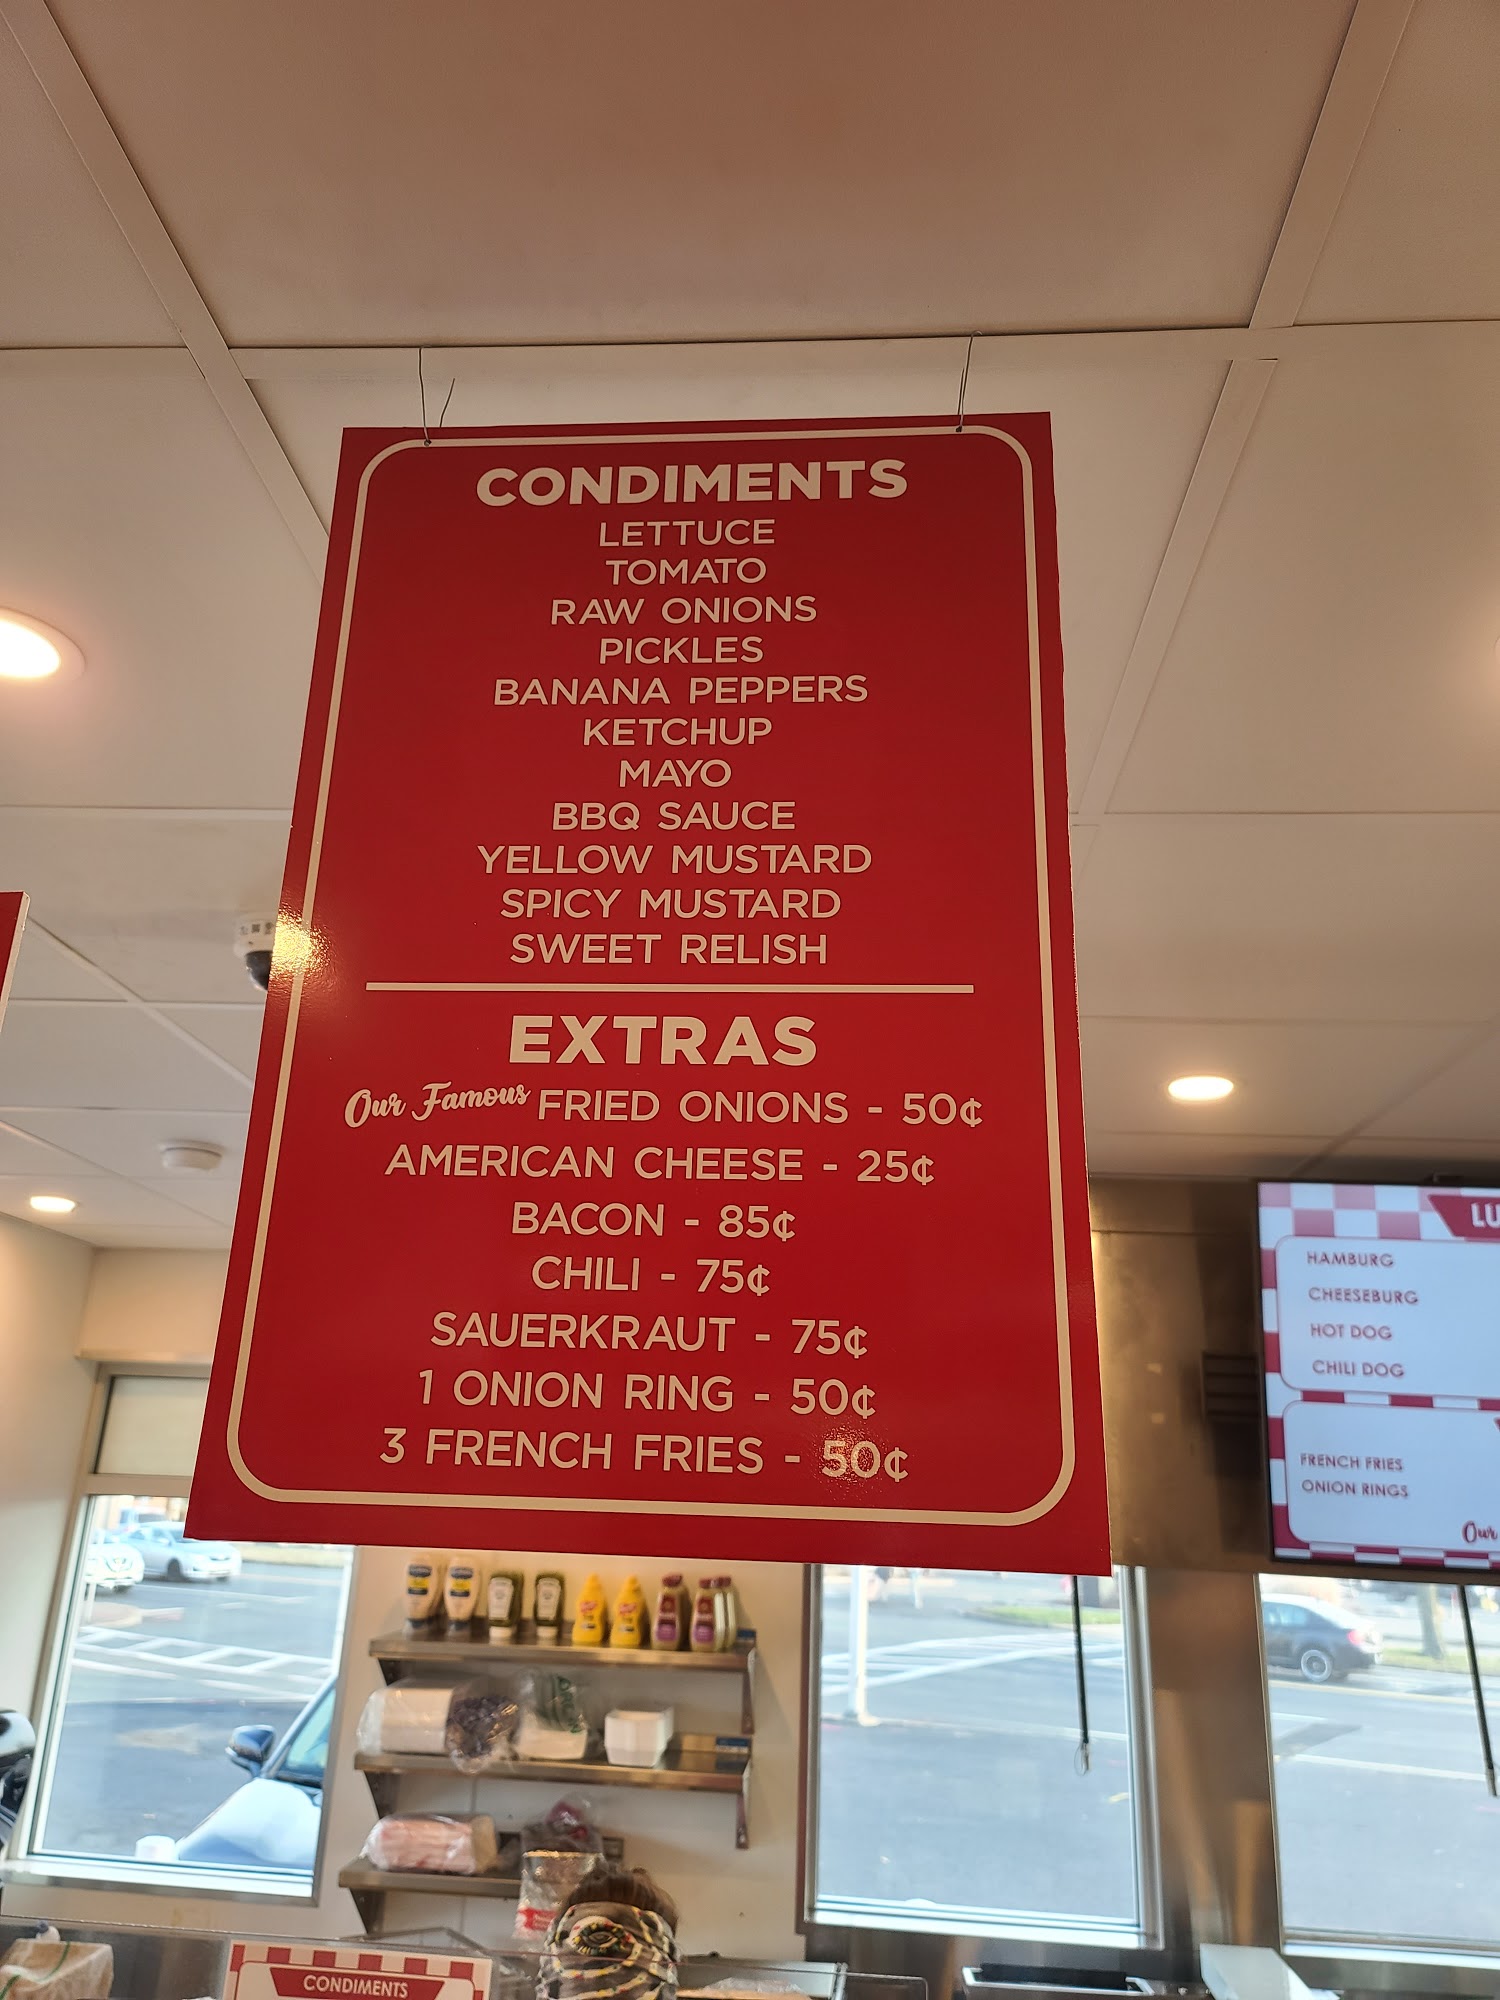 CONDIMENTS
LETTUCE
TOMATO
RAW ONIONS
PICKLES
BANANA PEPPERS
KETCHUP
MAYO
BBQ SAUCE
YELLOW MUSTARD
SPICY MUSTARD
SWEET RELISH
EXTRAS
Our Famous FRIED ONIONS - 50¢
AMERICAN CHEESE - 25¢
BACON - 85¢
CHILI - 75¢
SAUERKRAUT - 75¢
1 ONION RING - 50¢
3 FRENCH FRIES - 50¢
LU
HAMBURG
CHEESEBURG
HOT DOG
CHILI DOG
FRENCH FRIES
ONION RINGS
Our
CONDIMENTS